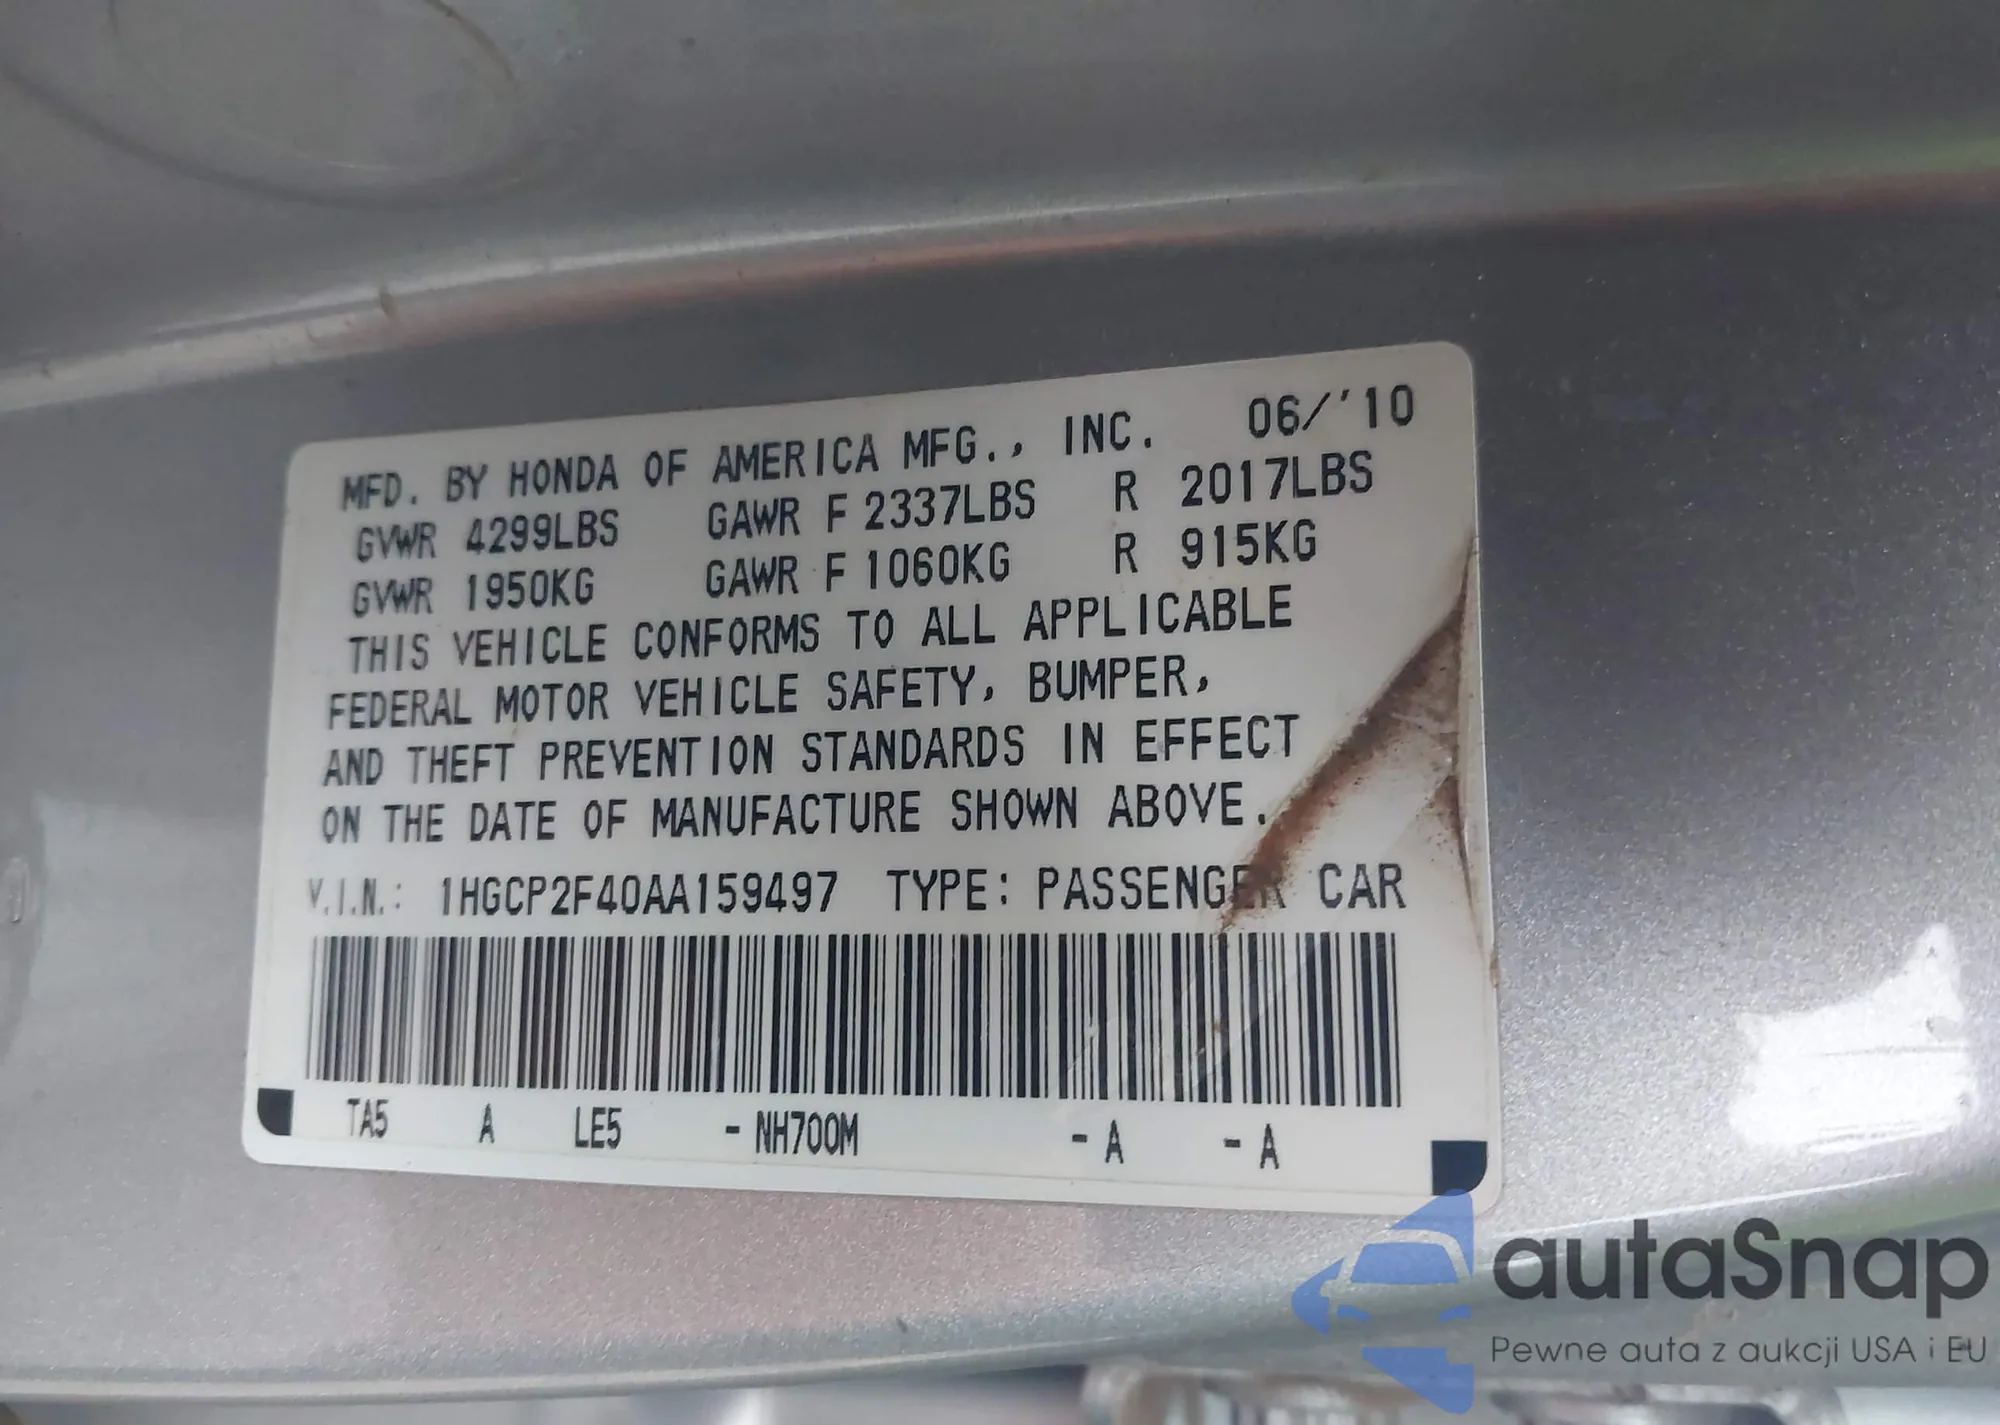 MFD. BY HONDA OF AMERICA MFG., INC. 06/'10
GVWR 4299LBS GAWR F 2337LBS R 2017LBS
GVWR 1950KG GAWR F 1060KG R 915KG
THIS VEHICLE CONFORMS TO ALL APPLICABLE
FEDERAL MOTOR VEHICLE SAFETY, BUMPER,
AND THEFT PREVENTION STANDARDS IN EFFECT
ON THE DATE OF MANUFACTURE SHOWN ABOVE.
V.I.N.: 1HGCP2F40AA159497 TYPE: PASSENGER CAR
TA5 A LE5 - NH700M - A - A
autaSnap
Pewne auta z aukcji USA i EU